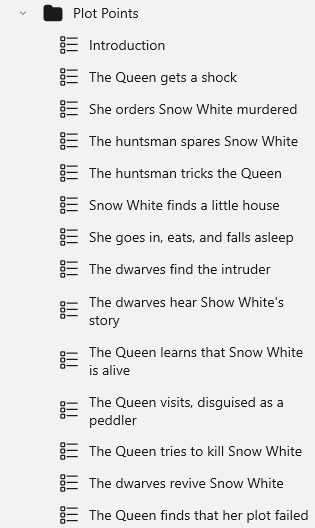 Plot Points
Introduction
The Queen gets a shock
She orders Snow White murdered
The huntsman spares Snow White
The huntsman tricks the Queen
Snow White finds a little house
She goes in, eats, and falls asleep
The dwarves find the intruder
The dwarves hear Show White's
story
The Queen learns that Snow White
is alive
The Queen visits, disguised as a
peddler
The Queen tries to kill Snow White
The dwarves revive Snow White
The Queen finds that her plot failed